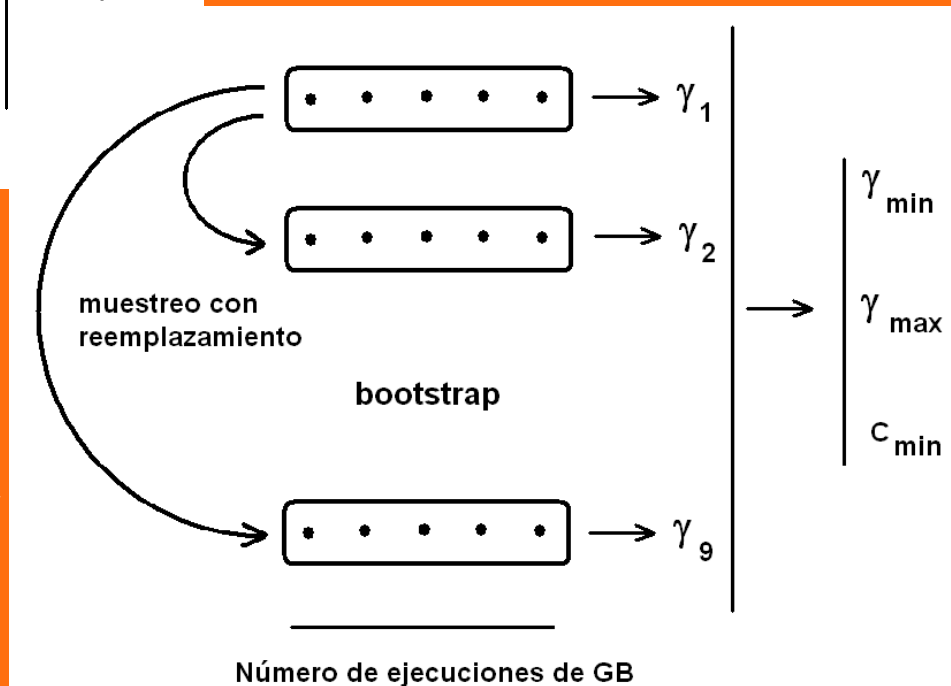 γ1
γ2
γmin
muestreo con
reemplazamiento
γmax
bootstrap
cmin
γ9
Número de ejecuciones de GB